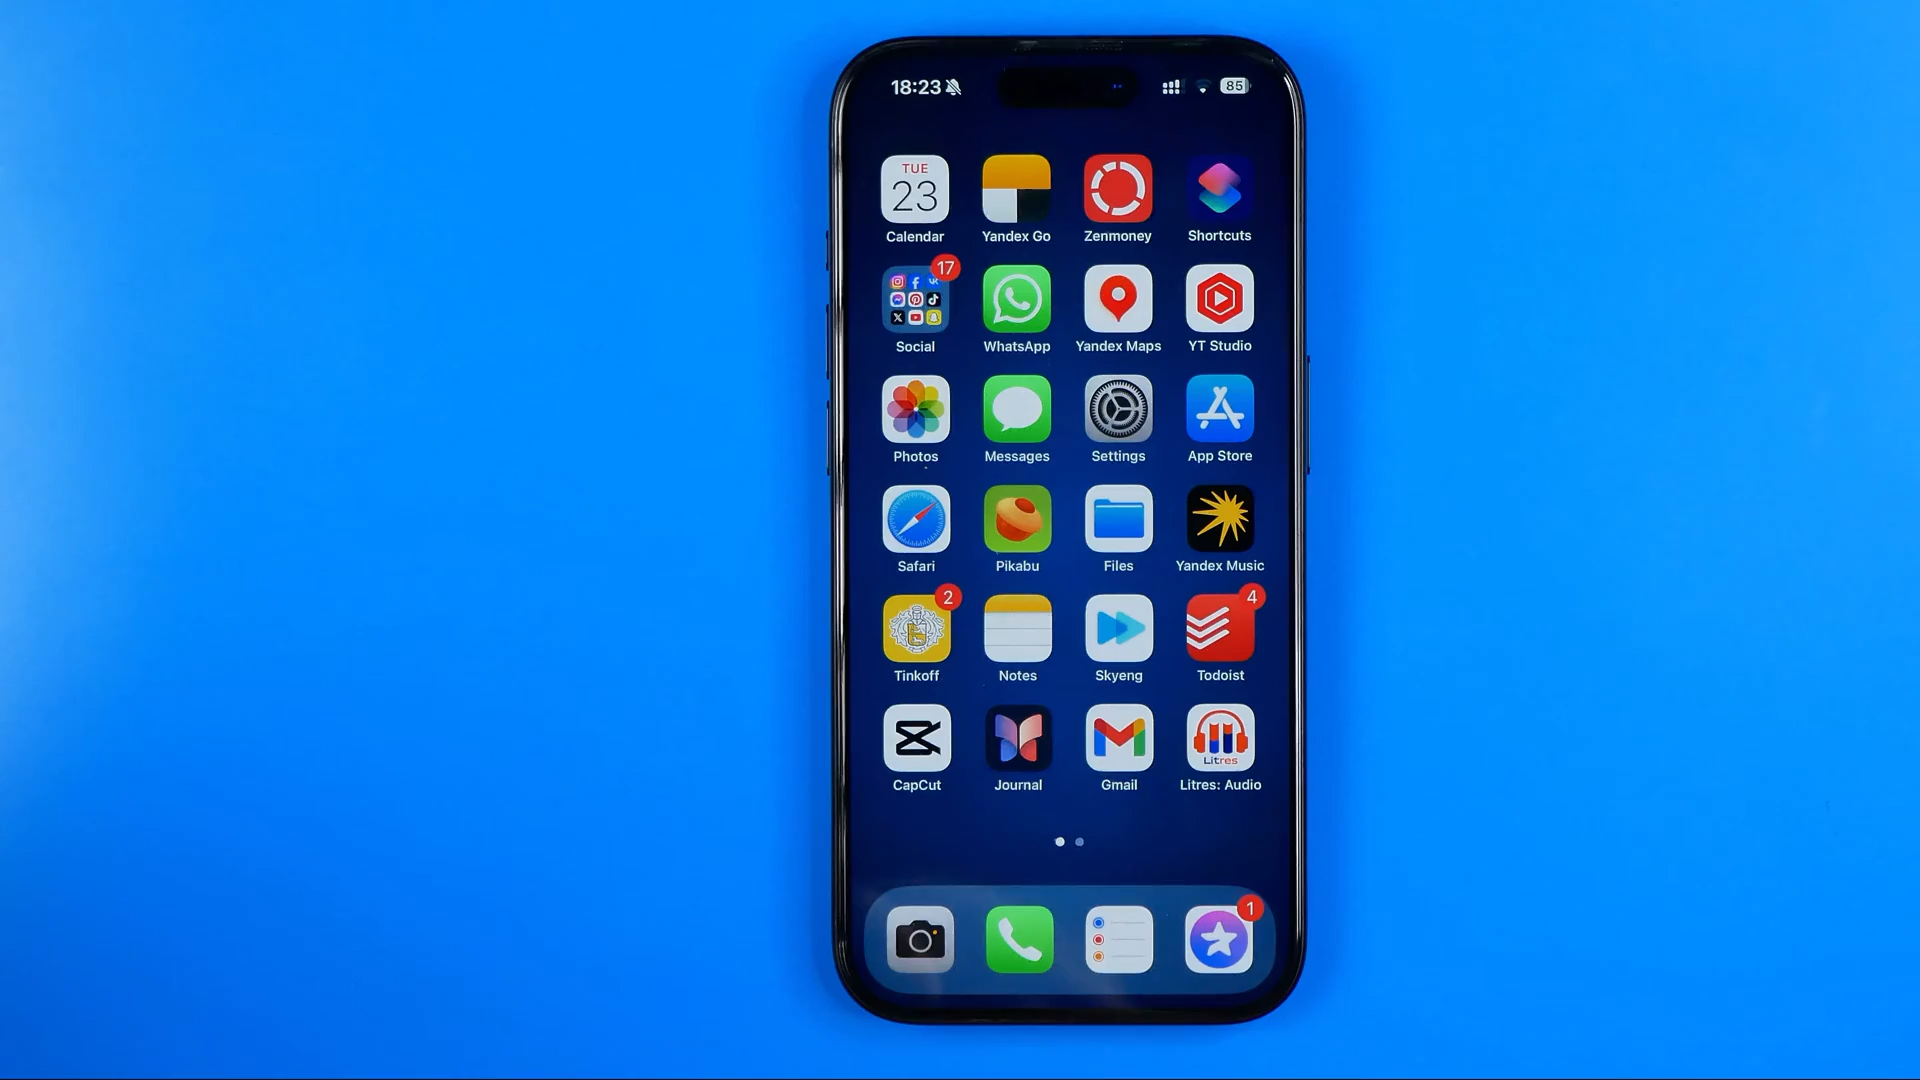 18:23 85
TUE
23
Calendar Yandex Go Zenmoney Shortcuts
17
Social WhatsApp Yandex Maps YT Studio
Photos Messages Settings App Store
Safari Pikabu Files Yandex Music
2 4
Tinkoff Notes Skyeng Todoist
Litres
CapCut Journal Gmail Litres: Audio
1